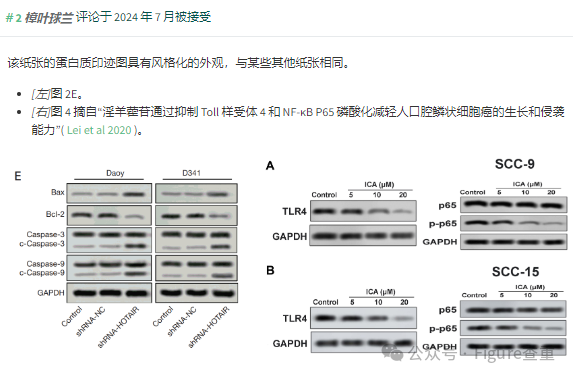 #2 樟叶球兰 评论于 2024 年 7 月被接受
该纸张的蛋白质印迹图具有风格化的外观，与某些其他纸张相同。
• [左]图 2E。
• [右]图 4 摘自“淫羊藿苷通过抑制 Toll 样受体 4 和 NF-κB P65 磷酸化减轻人口腔鳞状细胞癌的生长和侵袭
能力”( Lei et al 2020 )。
E
Daoy D341
Bax
Bcl-2
Caspase-3
c-Caspase-3
Caspase-9
c-Caspase-9
GAPDH
Control shRNA-NC shRNA-HOTAIR Control shRNA-NC shRNA-HOTAIR
A
SCC-9
ICA (μM)
Control 5 10 20
TLR4
GAPDH
ICA (μM)
Control 5 10 20
p65
p-p65
GAPDH
B
SCC-15
ICA (μM)
Control 5 10 20
TLR4
GAPDH
ICA (μM)
Control 5 10 20
p65
p-p65
GAPDH
公众号 · Figure查重